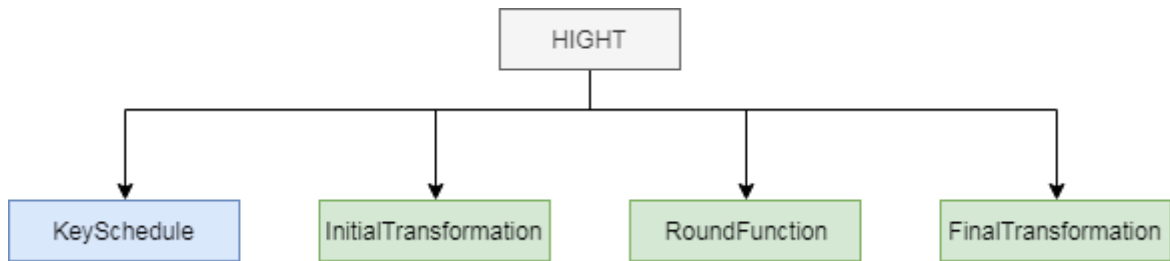 HIGHT
KeySchedule
InitialTransformation
RoundFunction
FinalTransformation